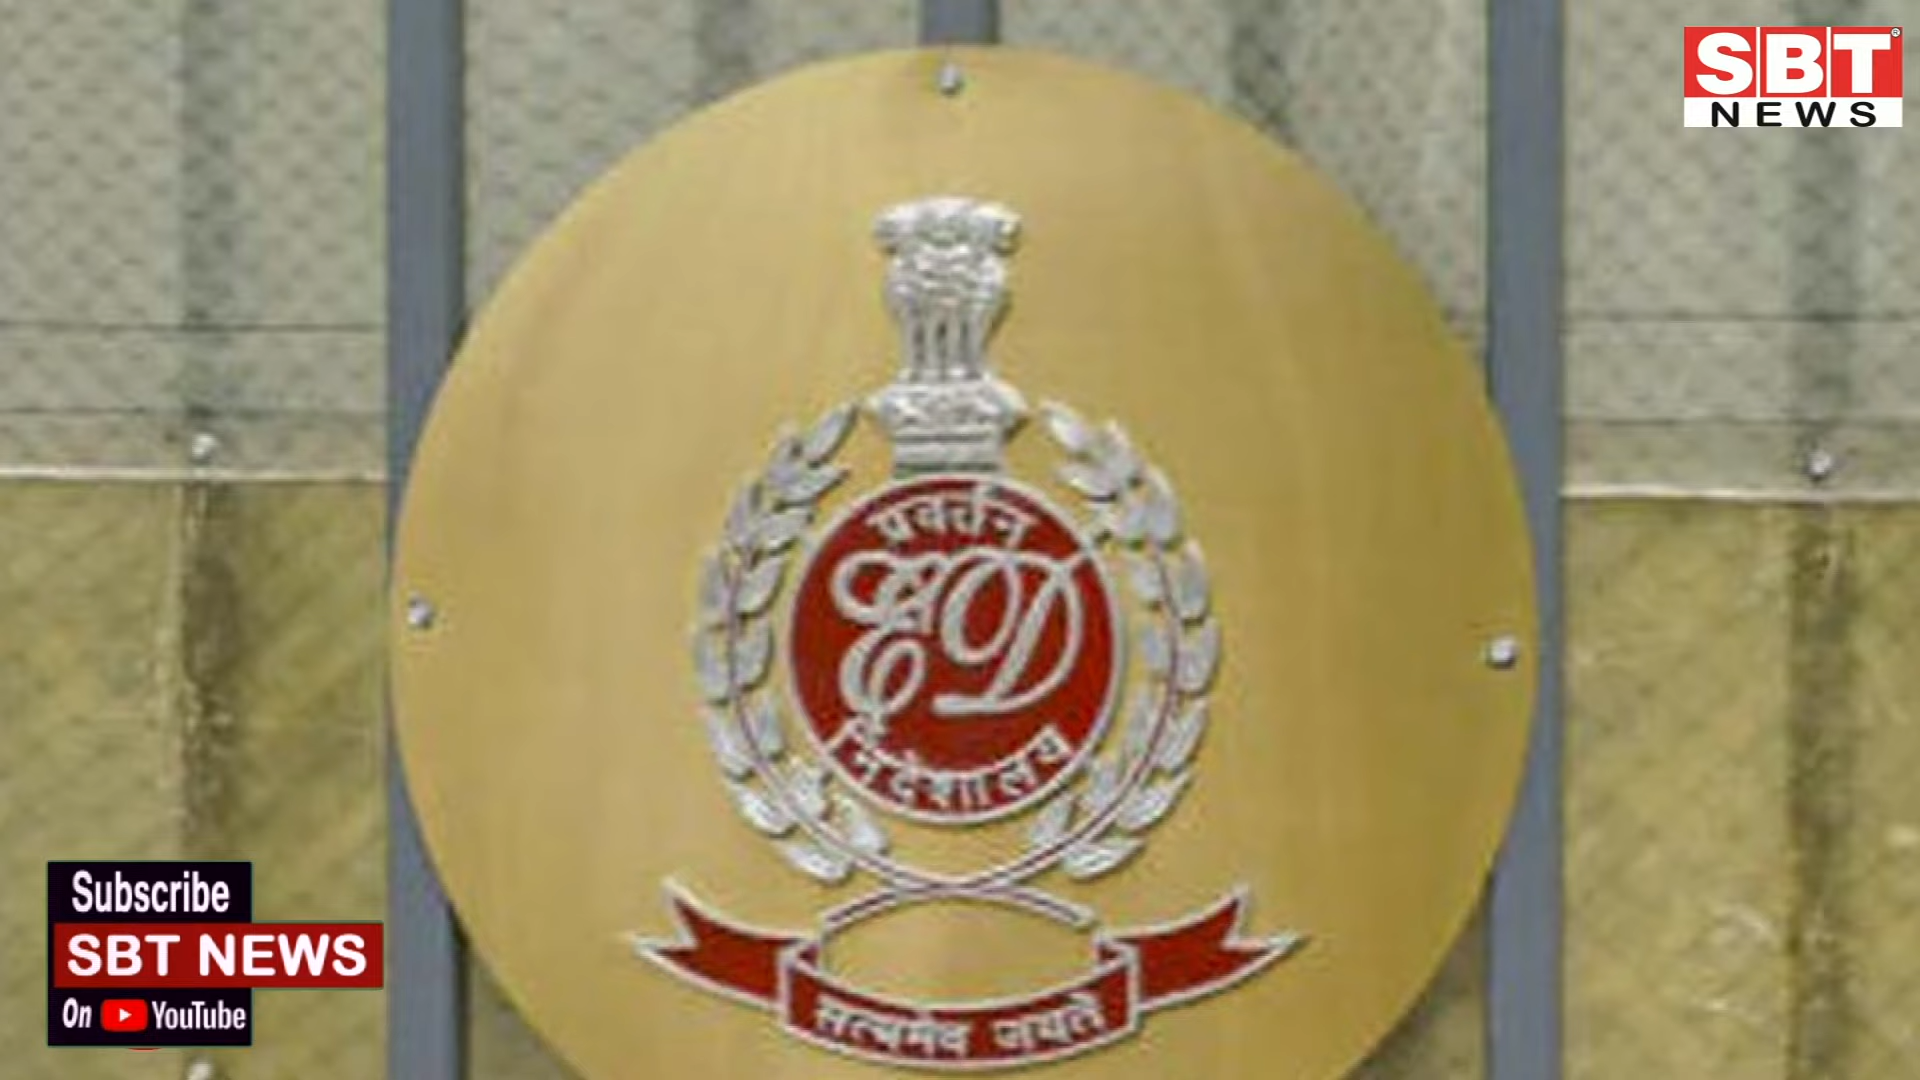 SBT
NEWS
प्रवर्तन
ED
निदेशालय
सत्यमेव जयते
Subscribe
SBT NEWS
On YouTube